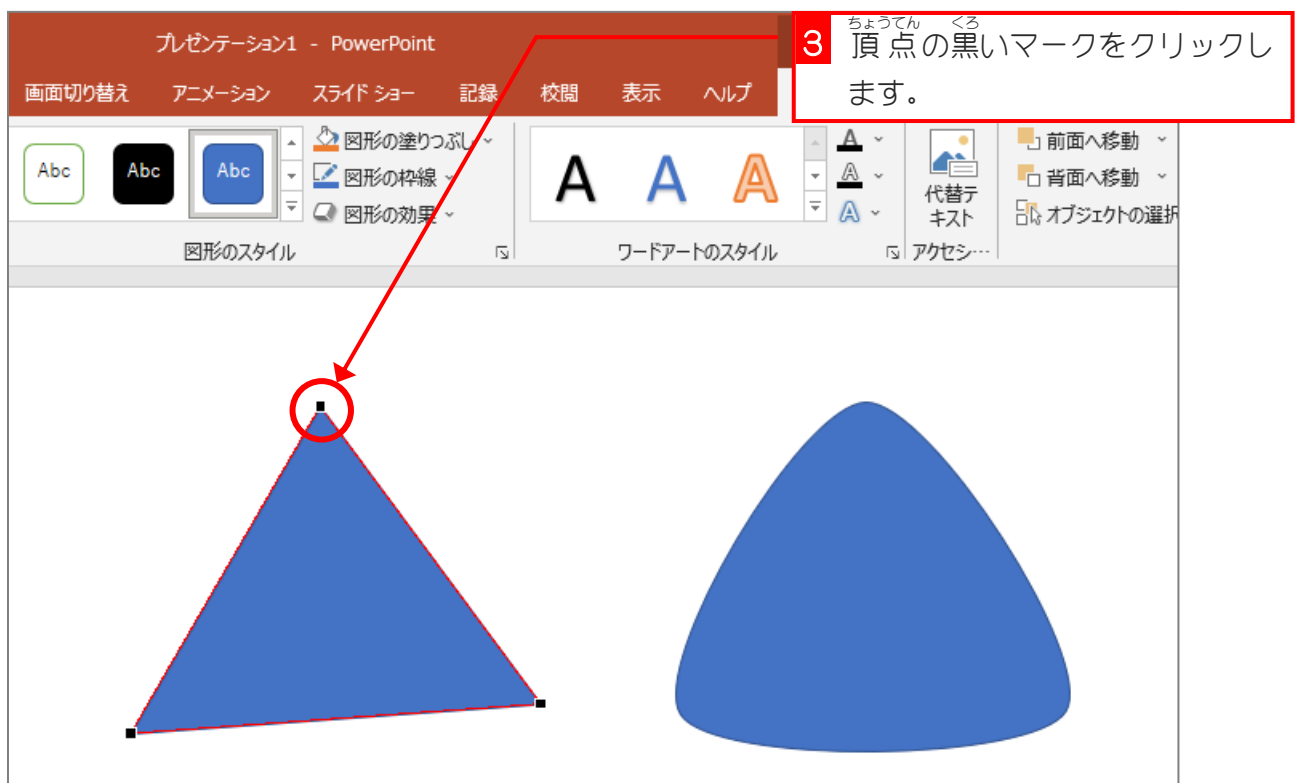 プレゼンテーション1 - PowerPoint
3
ちょうてん くろ
頂点の黒いマークをクリックし
ます。
画面切り替え アニメーション スライド ショー 記録 校閲 表示 ヘルプ
Abc Abc Abc
図形の塗りつぶし
図形の枠線
図形の効果
図形のスタイル
A A A
A
A
A
ワードアートのスタイル
代替テ
キスト
アクセシ…
前面へ移動
背面へ移動
オブジェクトの選択